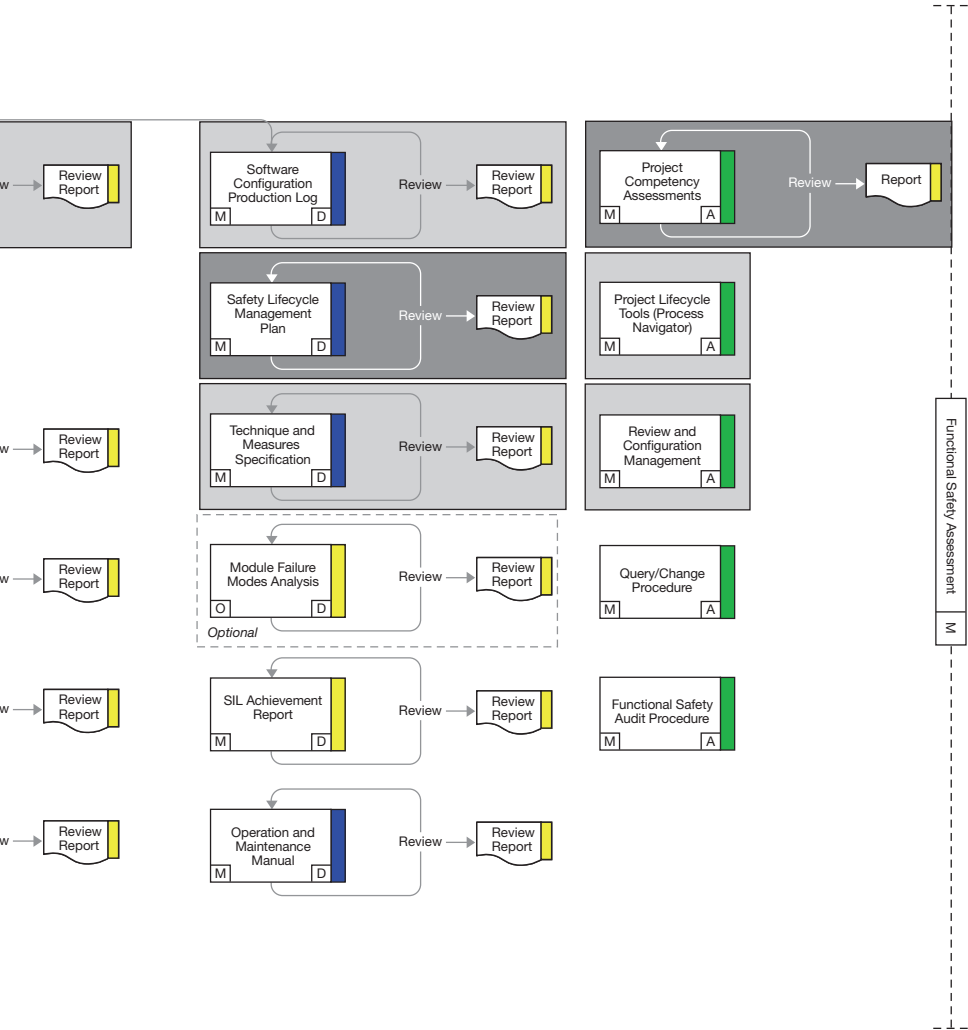 w
Review
Report
Software
Configuration
Production Log
M
D
Review
Review
Report
Project
Competency
Assessments
M
A
Review
Report
Safety Lifecycle
Management
Plan
M
D
Review
Review
Report
Project Lifecycle
Tools (Process
Navigator)
M
A
w
Review
Report
Technique and
Measures
Specification
M
D
Review
Review
Report
Review and
Configuration
Management
M
A
w
Review
Report
Module Failure
Modes Analysis
O
D
Optional
Review
Review
Report
Query/Change
Procedure
M
A
w
Review
Report
SIL Achievement
Report
M
D
Review
Review
Report
Functional Safety
Audit Procedure
M
A
w
Review
Report
Operation and
Maintenance
Manual
M
D
Review
Review
Report
Functional Safety Assessment
M